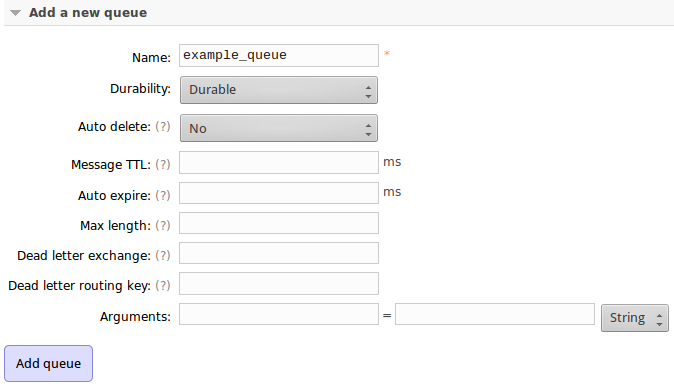 Add a new queue
Name: example_queue *
Durability: Durable
Auto delete: (?) No
Message TTL: (?) ms
Auto expire: (?) ms
Max length: (?)
Dead letter exchange: (?)
Dead letter routing key: (?)
Arguments: = String
Add queue